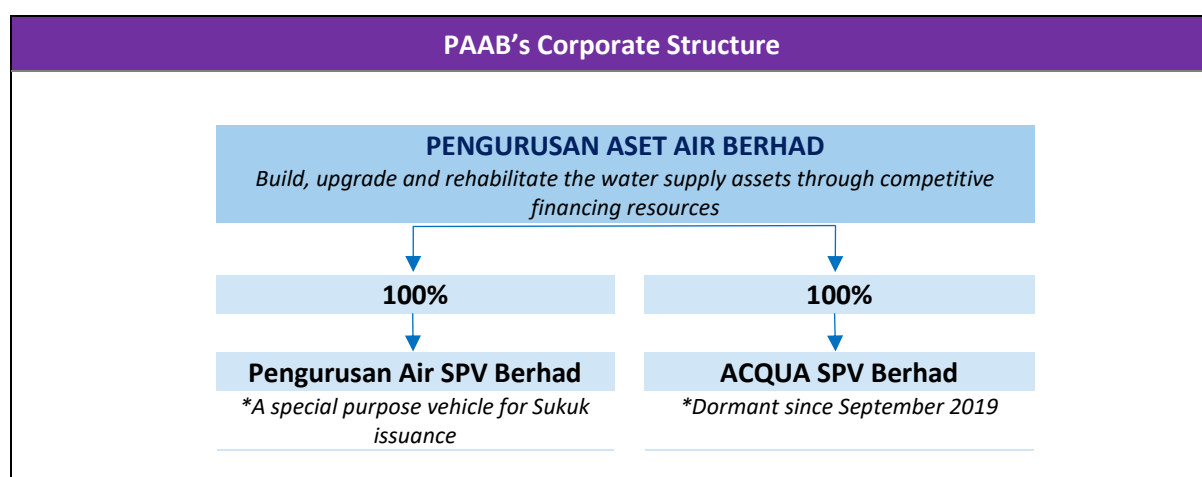 PAAB’s Corporate Structure
PENGURUSAN ASET AIR BERHAD
Build, upgrade and rehabilitate the water supply assets through competitive
financing resources
100%
100%
Pengurusan Air SPV Berhad
*A special purpose vehicle for Sukuk
issuance
ACQUA SPV Berhad
*Dormant since September 2019